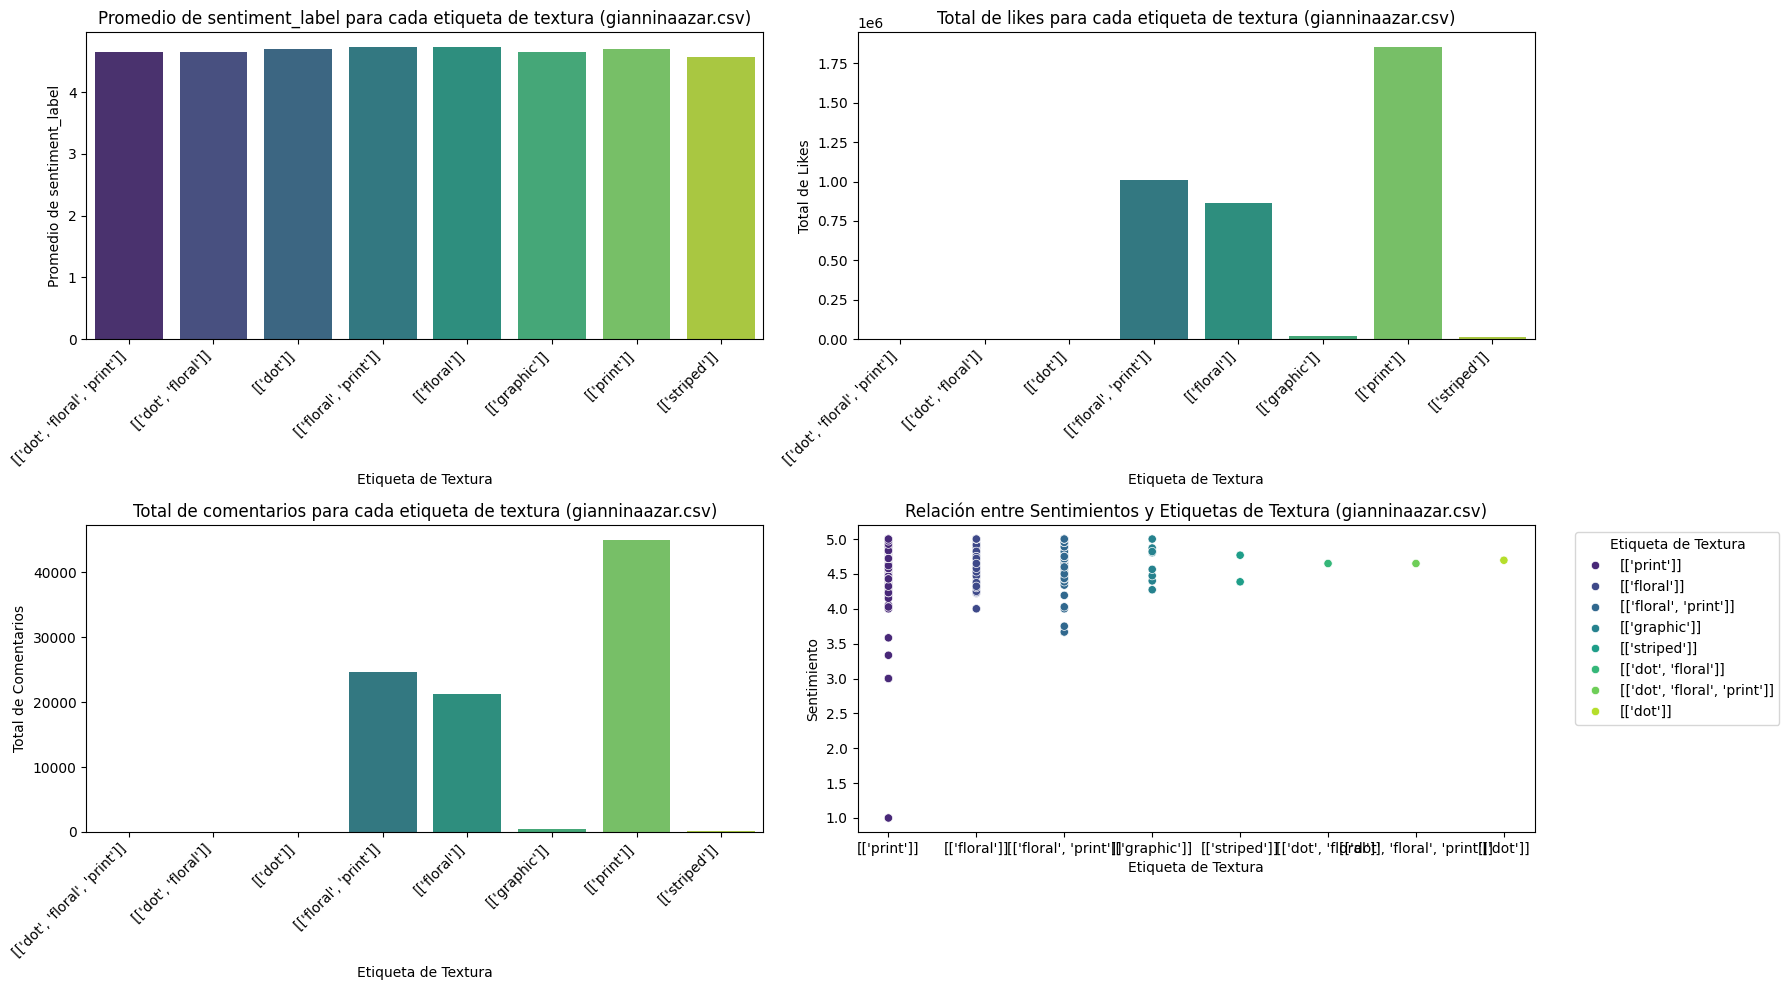 Promedio de sentiment_label para cada etiqueta de textura (gianninaazar.csv)
Promedio de sentiment_label
4
3
2
1
0
[['dot', 'floral', 'print']]
[['dot', 'floral']]
[['dot']]
[['floral', 'print']]
[['floral']]
[['graphic']]
[['print']]
[['striped']]
Etiqueta de Textura
Total de likes para cada etiqueta de textura (gianninaazar.csv)
1e6
Total de Likes
1.75
1.50
1.25
1.00
0.75
0.50
0.25
0.00
[['dot', 'floral', 'print']]
[['dot', 'floral']]
[['dot']]
[['floral', 'print']]
[['floral']]
[['graphic']]
[['print']]
[['striped']]
Etiqueta de Textura
Total de comentarios para cada etiqueta de textura (gianninaazar.csv)
Total de Comentarios
40000
30000
20000
10000
0
[['dot', 'floral', 'print']]
[['dot', 'floral']]
[['dot']]
[['floral', 'print']]
[['floral']]
[['graphic']]
[['print']]
[['striped']]
Etiqueta de Textura
Relación entre Sentimientos y Etiquetas de Textura (gianninaazar.csv)
Sentimiento
5.0
4.5
4.0
3.5
3.0
2.5
2.0
1.5
1.0
[['print']]
[['floral']]
[['floral', 'print']]
[['graphic']]
[['striped']]
[['dot', 'floral']]
[['dot', 'floral', 'print']]
[['dot']]
Etiqueta de Textura
Etiqueta de Textura
[['print']]
[['floral']]
[['floral', 'print']]
[['graphic']]
[['striped']]
[['dot', 'floral']]
[['dot', 'floral', 'print']]
[['dot']]